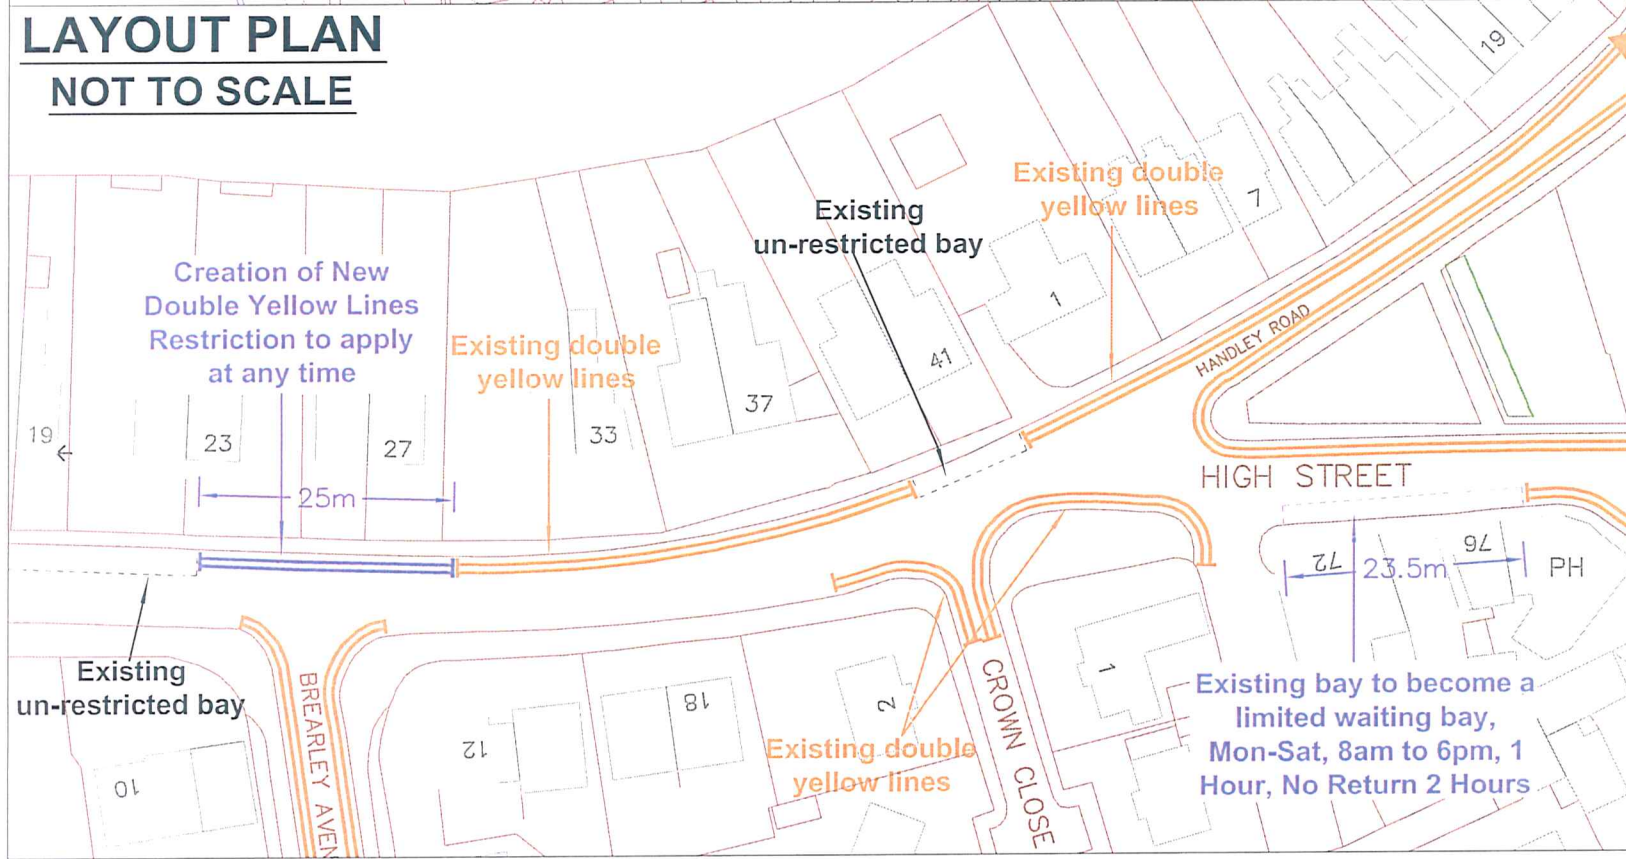 LAYOUT PLAN
NOT TO SCALE
19
Existing double
yellow lines
7
Existing
un-restricted bay
Creation of New
Double Yellow Lines
Restriction to apply
at any time
1
HANDLEY ROAD
Existing double
yellow lines
41
37
33
19
23
27
25m
HIGH STREET
72
23.5m
76
PH
Existing
un-restricted bay
BREARLEY AVEN
10
12
18
2
CROWN CLOSE
1
Existing double
yellow lines
Existing bay to become a
limited waiting bay,
Mon-Sat, 8am to 6pm, 1
Hour, No Return 2 Hours